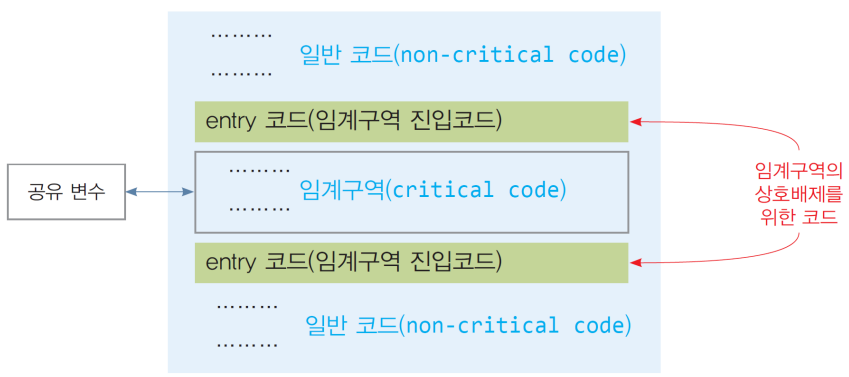 ………
일반 코드(non-critical code)
………
entry 코드(임계구역 진입코드)
공유 변수
………
임계구역(critical code)
………
임계구역의
상호배제를
위한 코드
entry 코드(임계구역 진입코드)
………
일반 코드(non-critical code)
………